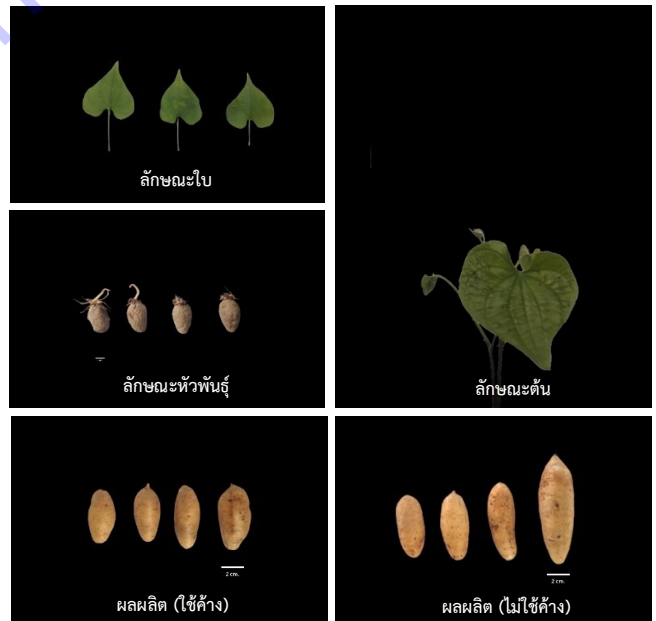 ลักษณะใบ
ลักษณะหัวพันธุ์
ลักษณะต้น
2 cm.
ผลผลิต (ใช้ค้าง)
2 cm.
ผลผลิต (ไม่ใช้ค้าง)